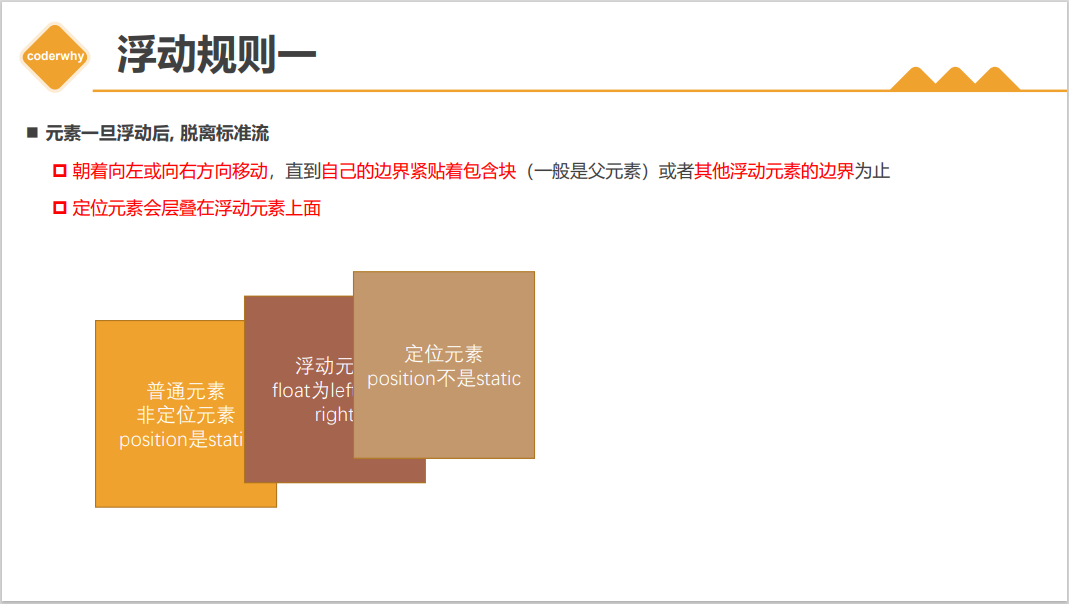 coderwhy
浮动规则一
元素一旦浮动后, 脱离标准流
朝着向左或向右方向移动，直到自己的边界紧贴着包含块（一般是父元素）或者其他浮动元素的边界为止
定位元素会层叠在浮动元素上面
普通元素
非定位元素
position是stati
浮动元
float为lef
right
定位元素
position不是static